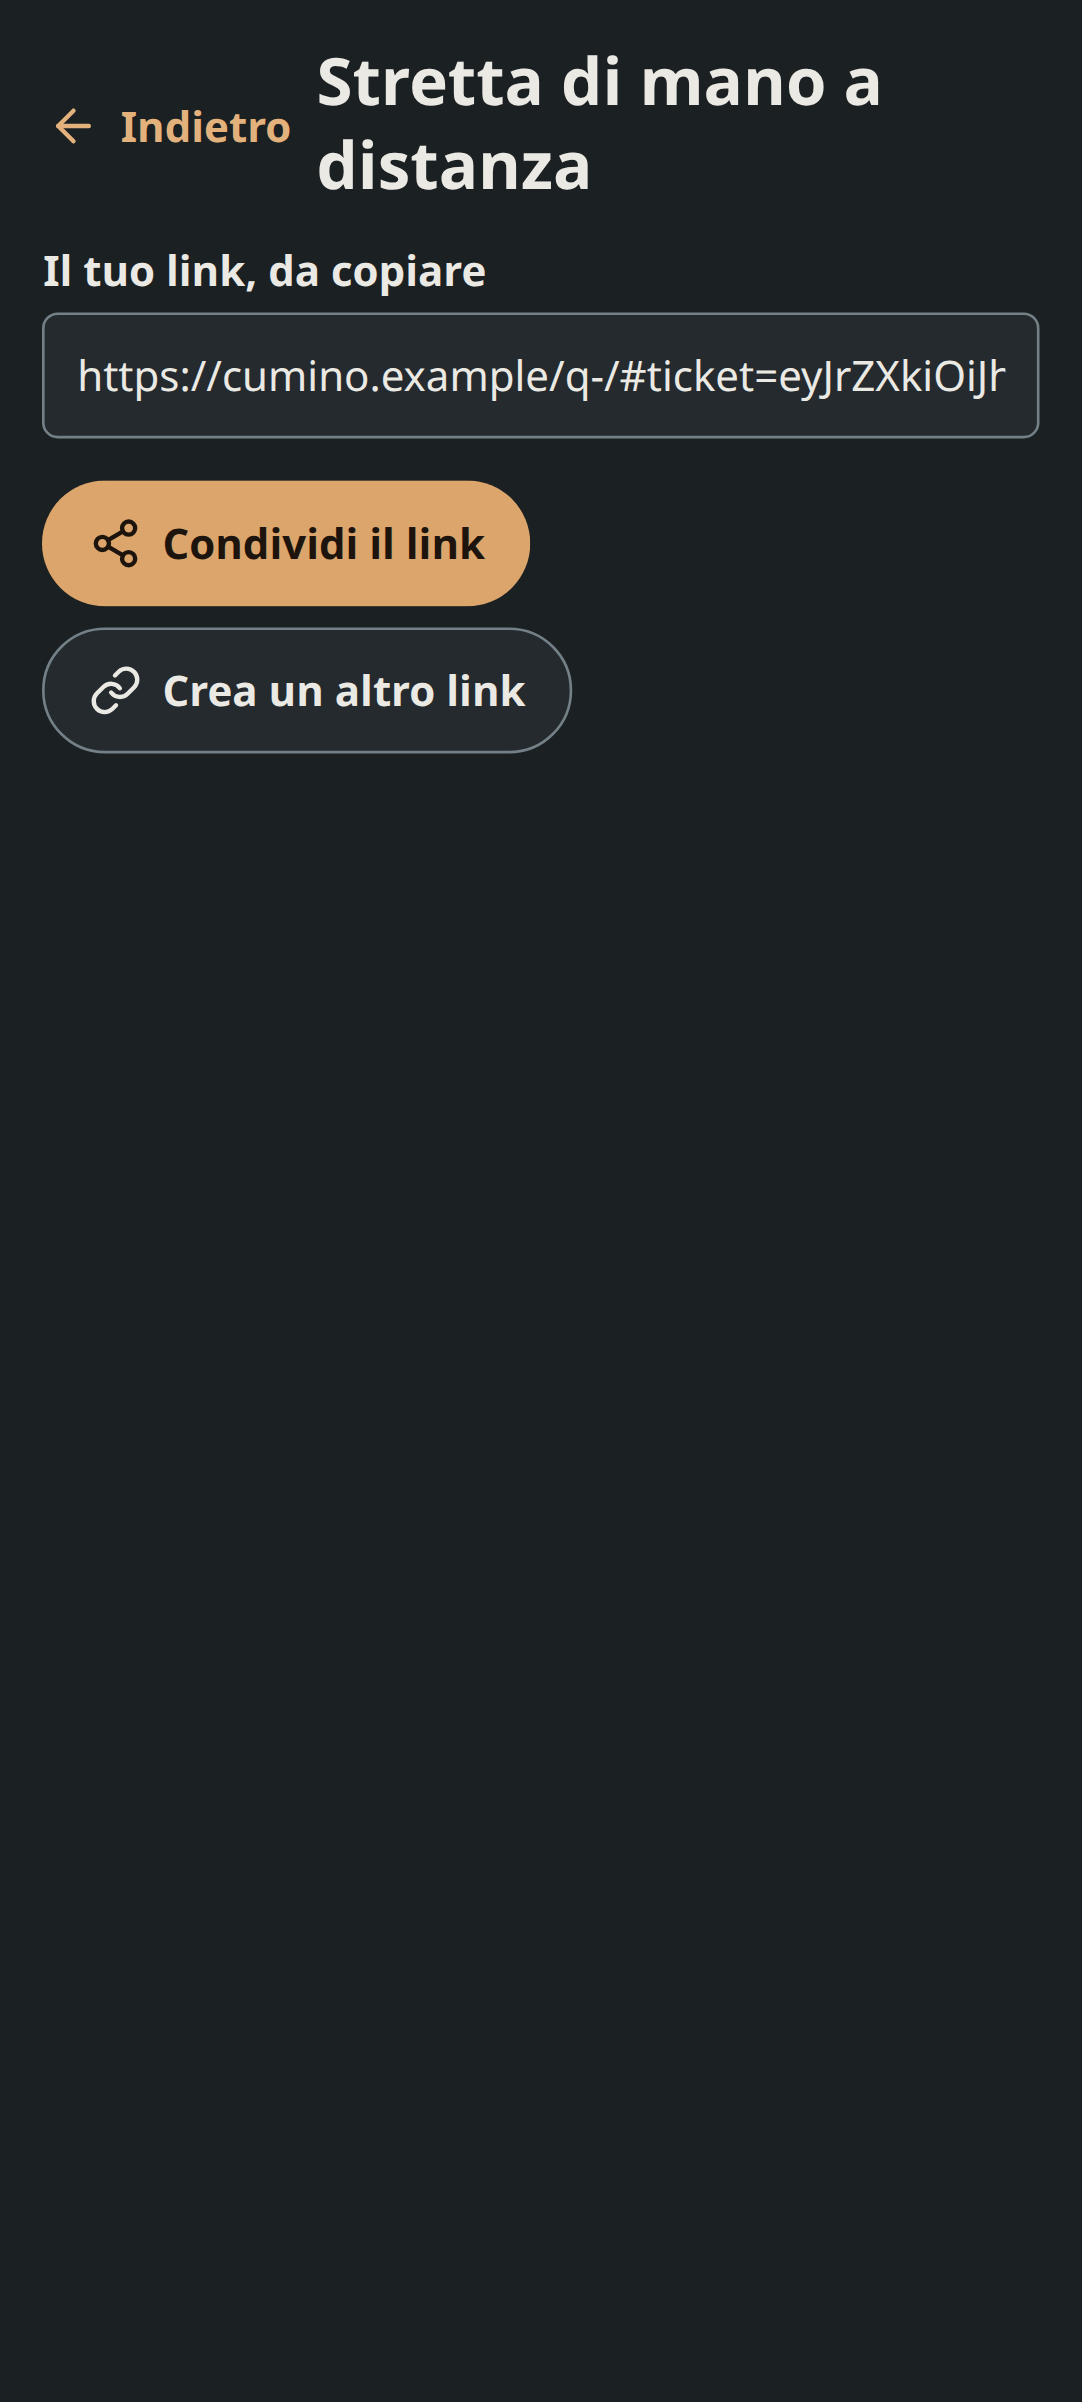 Indietro
Stretta di mano a
distanza
Il tuo link, da copiare
https://cumino.example/q-/#ticket=eyJrZXkiOiJh
Condividi il link
Crea un altro link